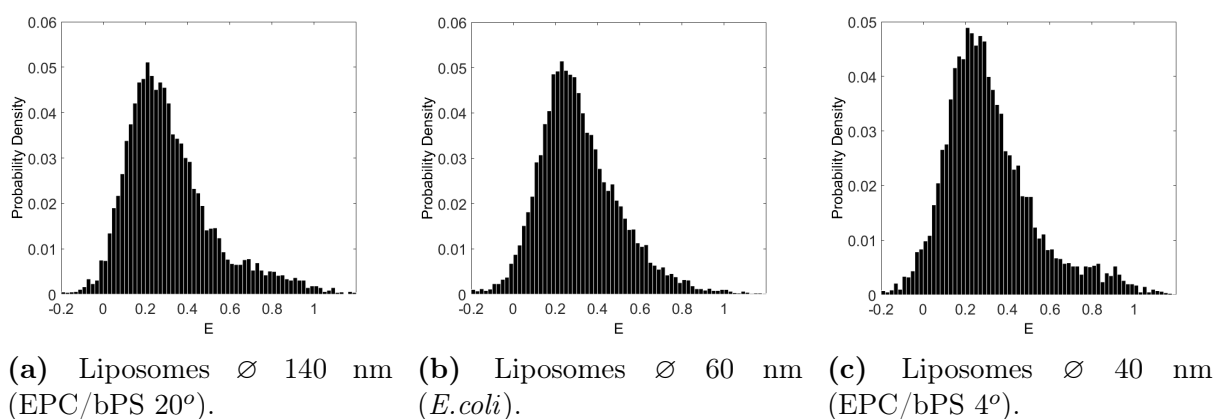 0.06
0.05
0.04
0.03
0.02
0.01
0
Probability Density
-0.2 0 0.2 0.4 0.6 0.8 1
E
(a) Liposomes ∅ 140 nm
(EPC/bPS 20º).
0.06
0.05
0.04
0.03
0.02
0.01
0
Probability Density
-0.2 0 0.2 0.4 0.6 0.8 1
E
(b) Liposomes ∅ 60 nm
(E.coli).
0.05
0.04
0.03
0.02
0.01
0
Probability Density
-0.2 0 0.2 0.4 0.6 0.8 1
E
(c) Liposomes ∅ 40 nm
(EPC/bPS 4º).